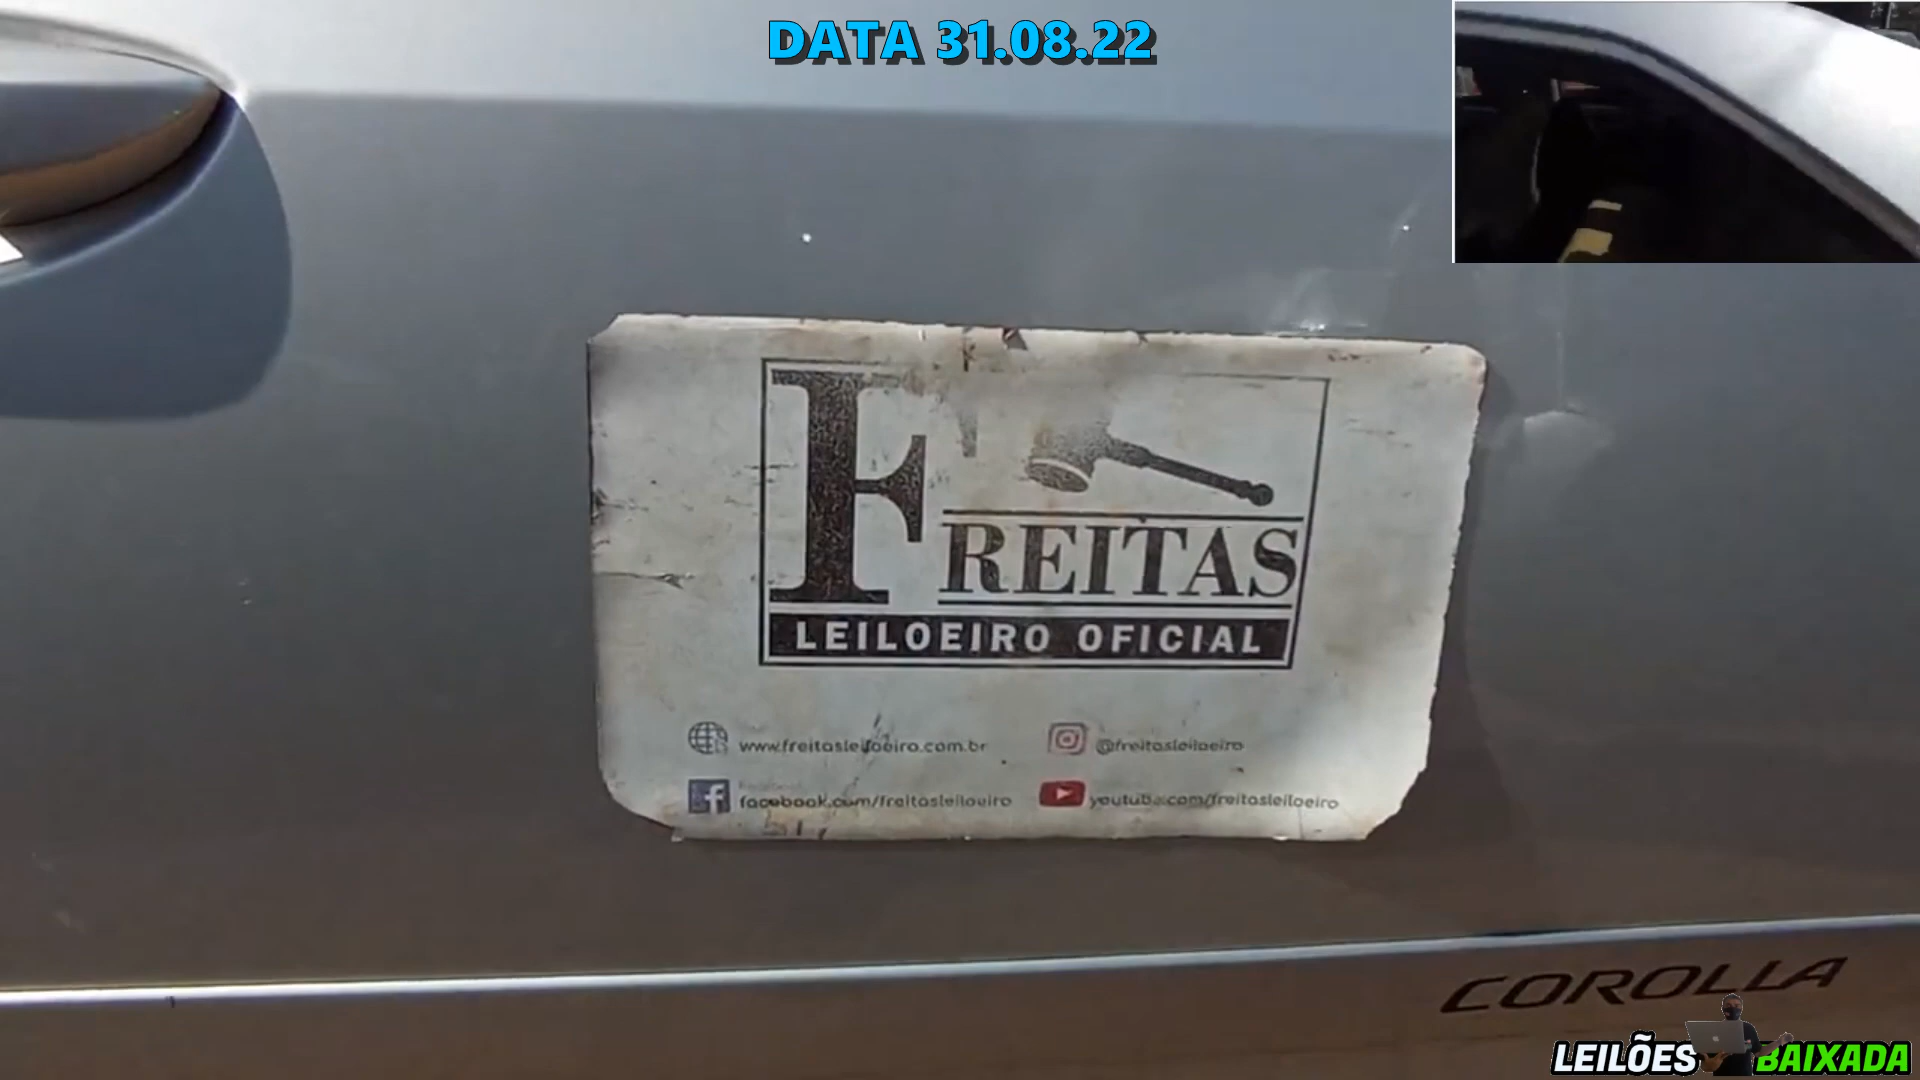 DATA 31.08.22
FREITAS
LEILOEIRO OFICIAL
www.freitasleiloeiro.com.br
@freitasleiloeiro
facebook.com/freitasleiloeiro
youtube.com/freitasleiloeiro
COROLLA
LEILÕES BAIXADA